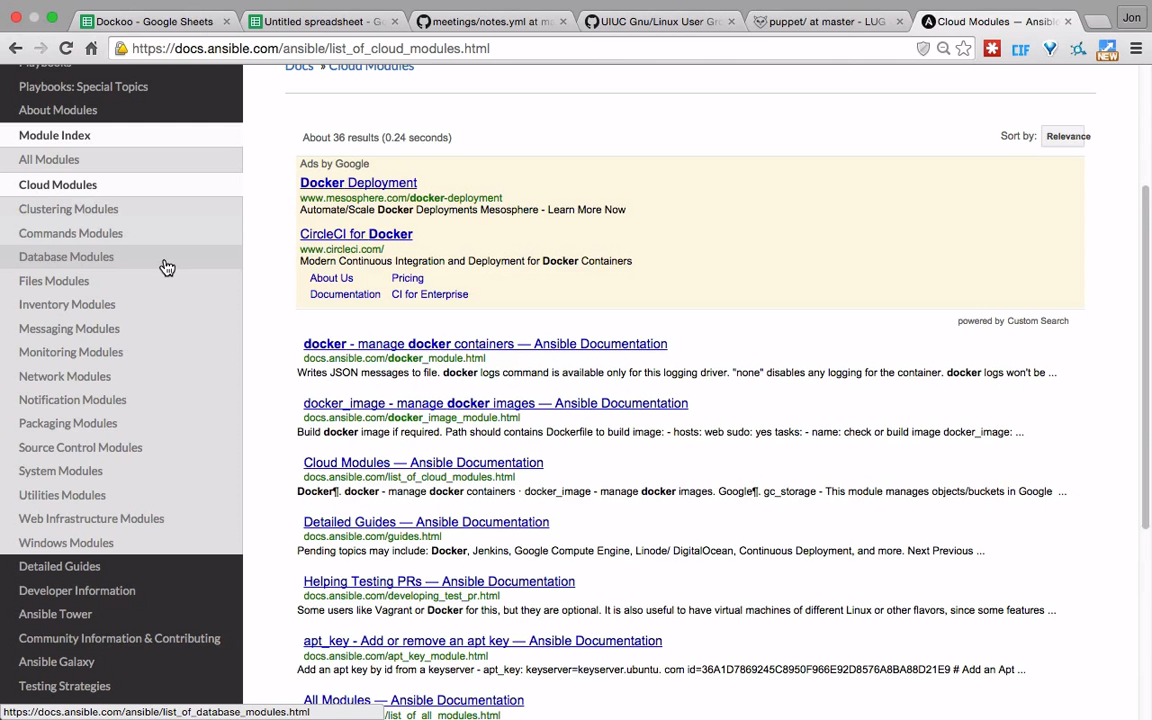 Dockoo - Google Sheets
Untitled spreadsheet - Go
meetings/notes.yml at ma
UIUC Gnu/Linux User Gro
puppet/ at master - LUG
Cloud Modules — Ansible
Jon
https://docs.ansible.com/ansible/list_of_cloud_modules.html
CIF
NEW
Playbooks
Playbooks: Special Topics
About Modules
Module Index
All Modules
Cloud Modules
Clustering Modules
Commands Modules
Database Modules
Files Modules
Inventory Modules
Messaging Modules
Monitoring Modules
Network Modules
Notification Modules
Packaging Modules
Source Control Modules
System Modules
Utilities Modules
Web Infrastructure Modules
Windows Modules
Detailed Guides
Developer Information
Ansible Tower
Community Information & Contributing
Ansible Galaxy
Testing Strategies
https://docs.ansible.com/ansible/list_of_database_modules.html
Docs » Cloud Modules
About 36 results (0.24 seconds)
Sort by: Relevance
Ads by Google
Docker Deployment
www.mesosphere.com/docker-deployment
Automate/Scale Docker Deployments Mesosphere - Learn More Now
CircleCI for Docker
www.circleci.com/
Modern Continuous Integration and Deployment for Docker Containers
About Us Pricing
Documentation CI for Enterprise
powered by Custom Search
docker - manage docker containers — Ansible Documentation
docs.ansible.com/docker_module.html
Writes JSON messages to file. docker logs command is available only for this logging driver. "none" disables any logging for the container. docker logs won't be ...
docker_image - manage docker images — Ansible Documentation
docs.ansible.com/docker_image_module.html
Build docker image if required. Path should contains Dockerfile to build image: - hosts: web sudo: yes tasks: - name: check or build image docker_image: ...
Cloud Modules — Ansible Documentation
docs.ansible.com/list_of_cloud_modules.html
Docker¶. docker - manage docker containers · docker_image - manage docker images. Google¶. gc_storage - This module manages objects/buckets in Google ...
Detailed Guides — Ansible Documentation
docs.ansible.com/guides.html
Pending topics may include: Docker, Jenkins, Google Compute Engine, Linode/ DigitalOcean, Continuous Deployment, and more. Next Previous ...
Helping Testing PRs — Ansible Documentation
docs.ansible.com/developing_test_pr.html
Some users like Vagrant or Docker for this, but they are optional. It is also useful to have virtual machines of different Linux or other flavors, since some features ...
apt_key - Add or remove an apt key — Ansible Documentation
docs.ansible.com/apt_key_module.html
Add an apt key by id from a keyserver - apt_key: keyserver=keyserver.ubuntu. com id=36A1D7869245C8950F966E92D8576A8BA88D21E9 # Add an Apt ...
All Modules — Ansible Documentation
/list_of_all_modules.html